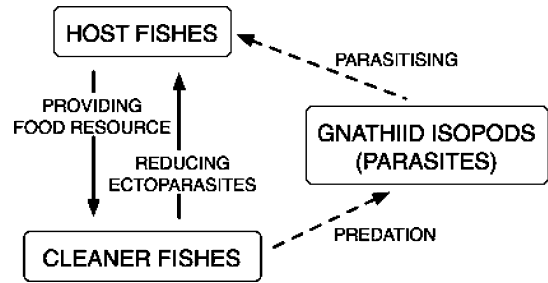 HOST FISHES
PARASITISING
PROVIDING
FOOD RESOURCE
GNATHIID ISOPODS
(PARASITES)
REDUCING
ECTOPARASITES
PREDATION
CLEANER FISHES